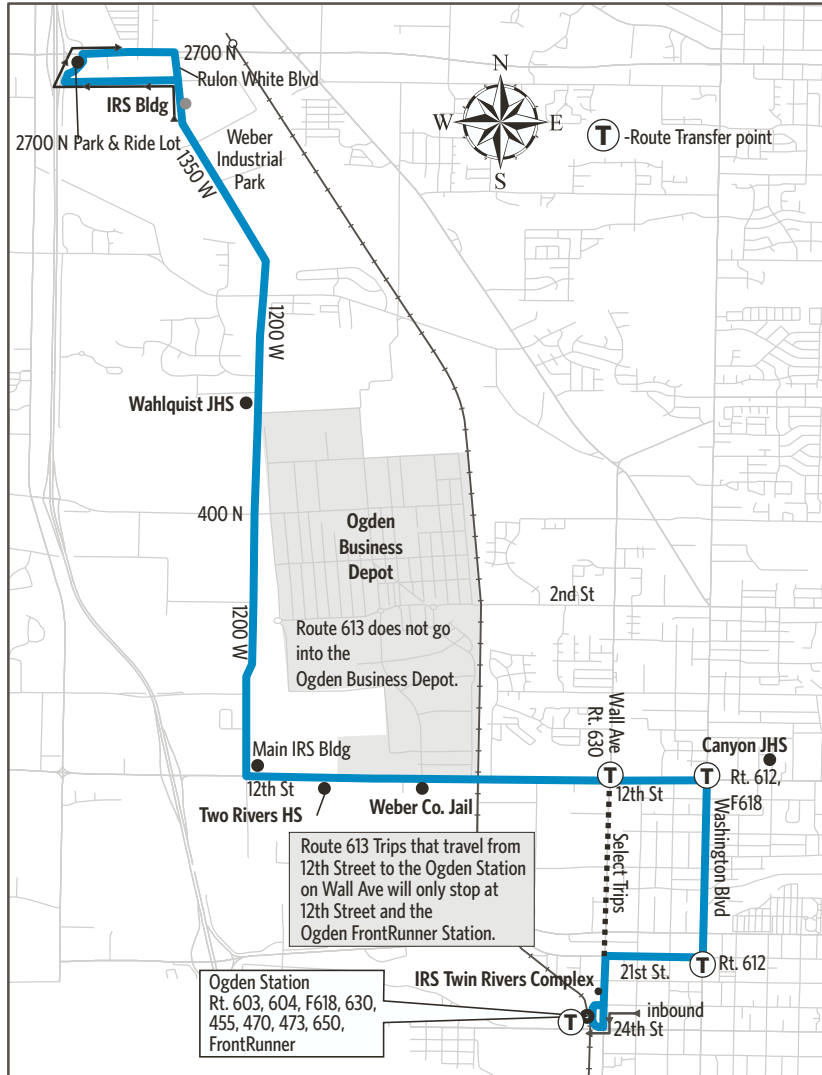 2700 N
Rulon White Blvd
IRS Bldg
2700 N Park & Ride Lot
1350 W
Weber
Industrial
Park
N
W
E
S
T
-Route Transfer point
1200 W
Wahlquist JHS
400 N
Ogden
Business
Depot
2nd St
1200 W
Route 613 does not go
into the
Ogden Business Depot.
Wall Ave
Rt. 630
Canyon JHS
Main IRS Bldg
T
T
Rt. 612,
F618
12th St
12th St
Two Rivers HS
Weber Co. Jail
Select Trips
Washington Blvd
Route 613 Trips that travel from
12th Street to the Ogden Station
on Wall Ave will only stop at
12th Street and the
Ogden FrontRunner Station.
T
Rt. 612
21st St.
IRS Twin Rivers Complex
Ogden Station
Rt. 603, 604, F618, 630,
455, 470, 473, 650,
FrontRunner
T
inbound
24th St